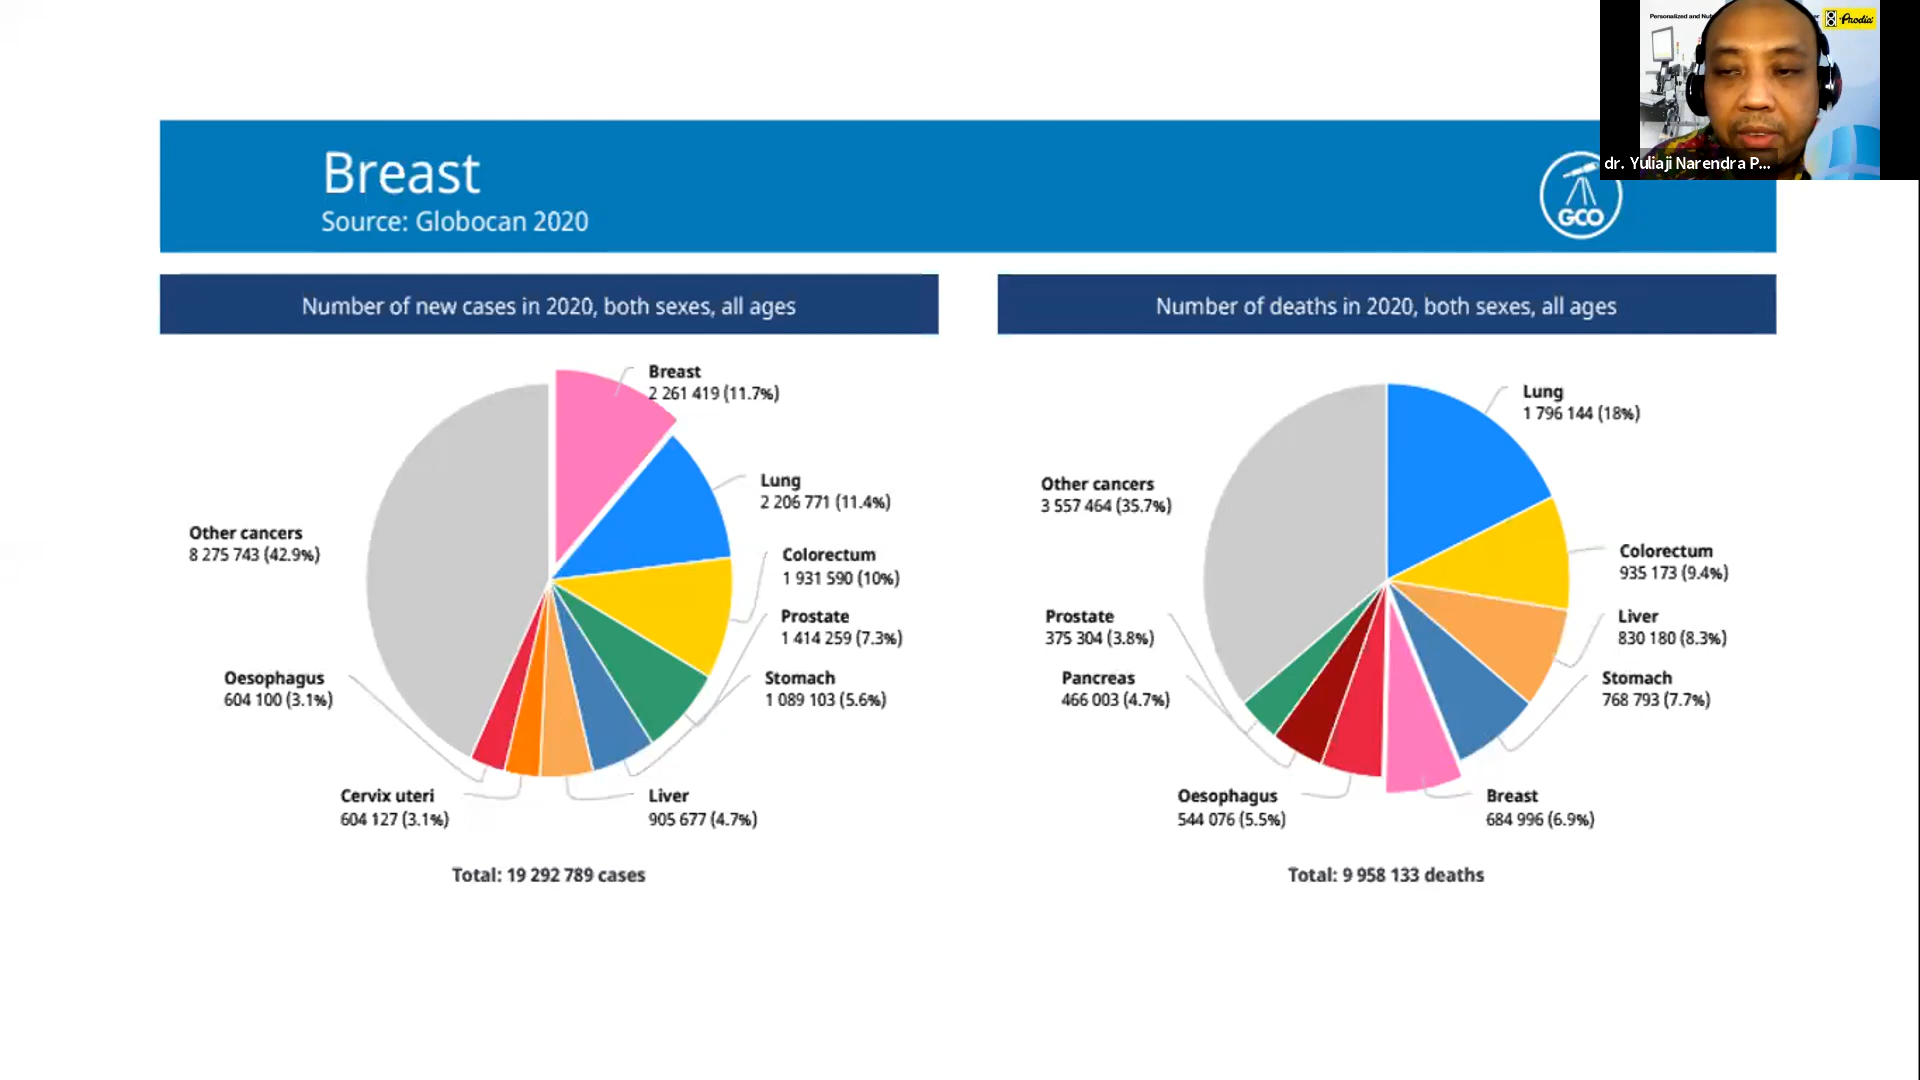 Personalized and Nu
Prodia
dr. Yuliaji Narendra P...
Breast
Source: Globocan 2020
GCO
Number of new cases in 2020, both sexes, all ages
Breast
2 261 419 (11.7%)
Lung
2 206 771 (11.4%)
Colorectum
1 931 590 (10%)
Prostate
1 414 259 (7.3%)
Stomach
1 089 103 (5.6%)
Liver
905 677 (4.7%)
Cervix uteri
604 127 (3.1%)
Oesophagus
604 100 (3.1%)
Other cancers
8 275 743 (42.9%)
Total: 19 292 789 cases
Number of deaths in 2020, both sexes, all ages
Lung
1 796 144 (18%)
Colorectum
935 173 (9.4%)
Liver
830 180 (8.3%)
Stomach
768 793 (7.7%)
Breast
684 996 (6.9%)
Oesophagus
544 076 (5.5%)
Pancreas
466 003 (4.7%)
Prostate
375 304 (3.8%)
Other cancers
3 557 464 (35.7%)
Total: 9 958 133 deaths